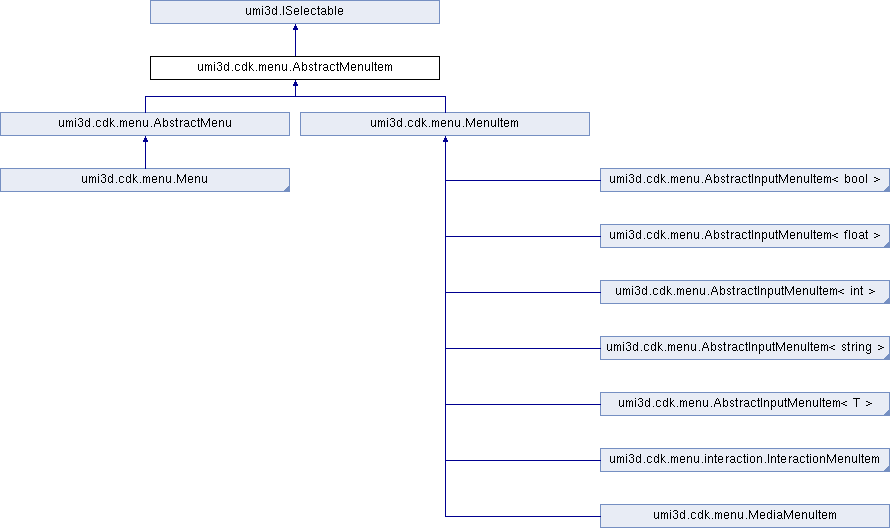 umi3d.ISelectable
umi3d.cdk.menu.AbstractMenuItem
umi3d.cdk.menu.AbstractMenu
umi3d.cdk.menu.MenuItem
umi3d.cdk.menu.Menu
umi3d.cdk.menu.AbstractInputMenuItem< bool >
umi3d.cdk.menu.AbstractInputMenuItem< float >
umi3d.cdk.menu.AbstractInputMenuItem< int >
umi3d.cdk.menu.AbstractInputMenuItem< string >
umi3d.cdk.menu.AbstractInputMenuItem< T >
umi3d.cdk.menu.interaction.InteractionMenuItem
umi3d.cdk.menu.MediaMenuItem